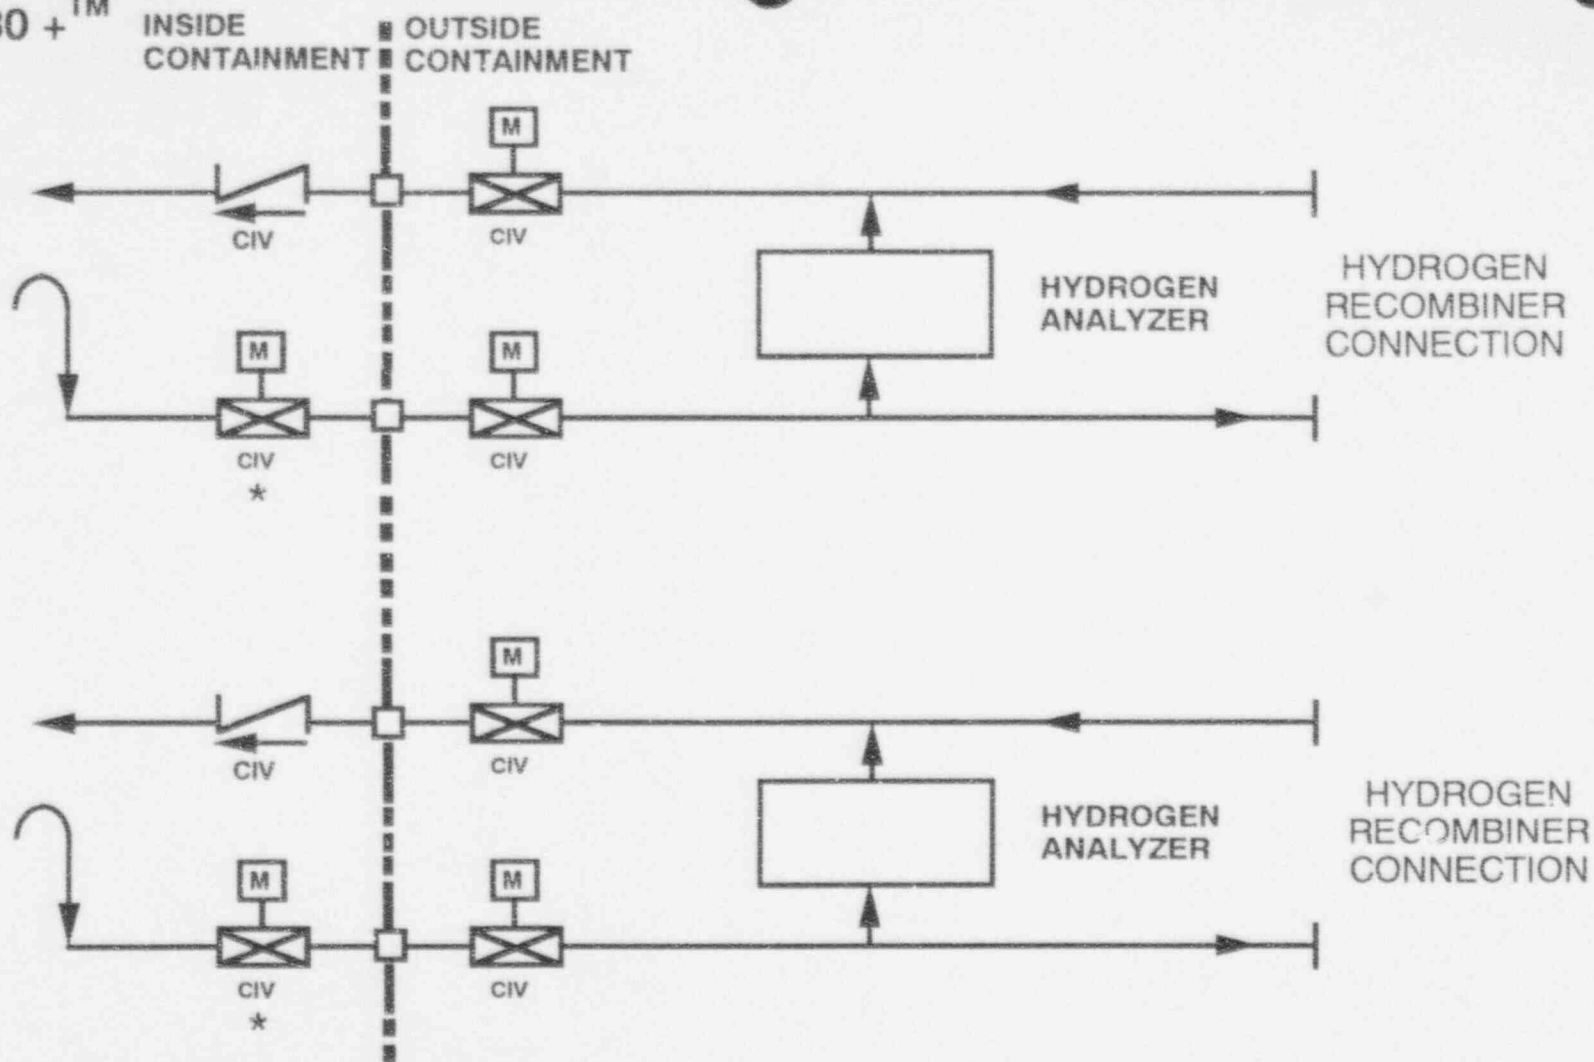 80 +™
INSIDE
CONTAINMENT
OUTSIDE
CONTAINMENT
M
CIV
CIV
HYDROGEN
ANALYZER
HYDROGEN
RECOMBINER
CONNECTION
M
M
CIV
*
CIV
M
CIV
CIV
HYDROGEN
ANALYZER
HYDROGEN
RECOMBINER
CONNECTION
M
M
CIV
*
CIV